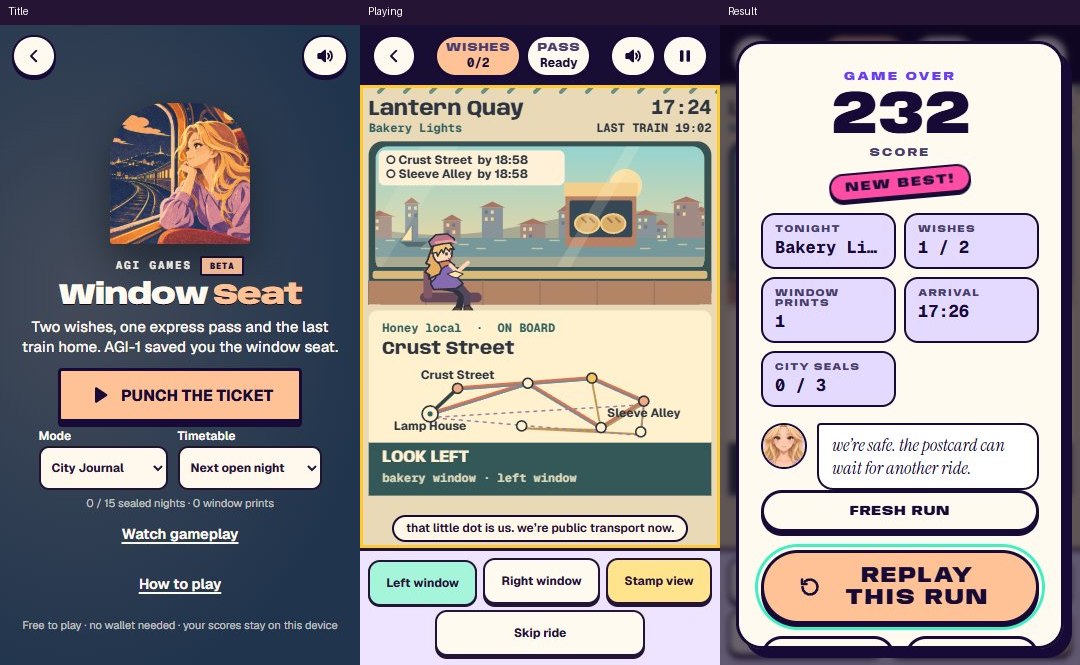 Title
AGI GAMES BETA
Window Seat
Two wishes, one express pass and the last
train home. AGI-1 saved you the window seat.
PUNCH THE TICKET
Mode Timetable
City Journal Next open night
0 / 15 sealed nights · 0 window prints
Watch gameplay
How to play
Free to play · no wallet needed · your scores stay on this device
Playing
WISHES
0/2
PASS
Ready
Lantern Quay 17:24
Bakery Lights LAST TRAIN 19:02
Crust Street by 18:58
Sleeve Alley by 18:58
Honey local · ON BOARD
Crust Street
Crust Street
Sleeve Alley
Lamp House
LOOK LEFT
bakery window · left window
that little dot is us. we're public transport now.
Left window Right window Stamp view
Skip ride
Result
GAME OVER
232
SCORE
NEW BEST!
TONIGHT
Bakery Li…
WISHES
1 / 2
WINDOW
PRINTS
1
ARRIVAL
17:26
CITY SEALS
0 / 3
we're safe. the postcard can
wait for another ride.
FRESH RUN
REPLAY
THIS RUN